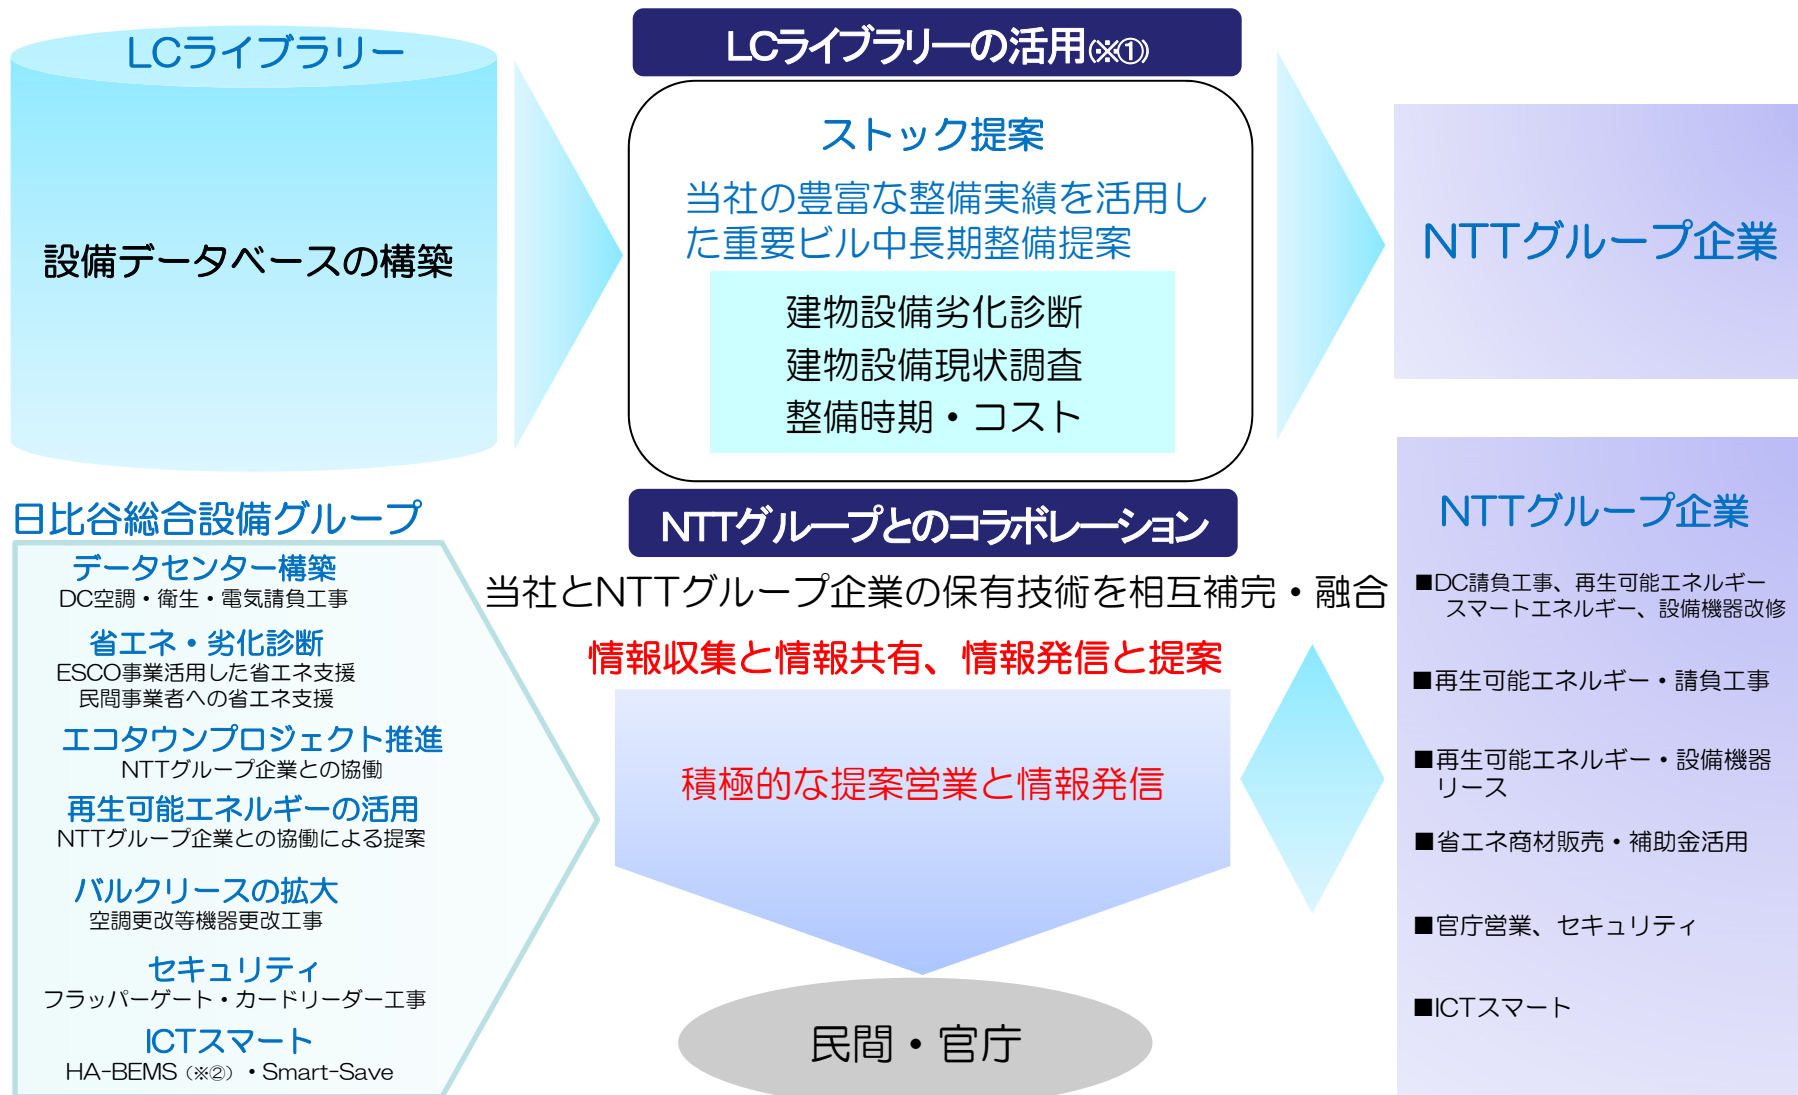 LCライブラリー
設備データベースの構築
LCライブラリーの活用(※①)
ストック提案
当社の豊富な整備実績を活用し
た重要ビル中長期整備提案
建物設備劣化診断
建物設備現状調査
整備時期・コスト
NTTグループ企業
日比谷総合設備グループ
データセンター構築
DC空調・衛生・電気請負工事
省エネ・劣化診断
ESCO事業活用した省エネ支援
民間事業者への省エネ支援
エコタウンプロジェクト推進
NTTグループ企業との協働
再生可能エネルギーの活用
NTTグループ企業との協働による提案
バルクリースの拡大
空調更改等機器更改工事
セキュリティ
フラッパーゲート・カードリーダー工事
ICTスマート
HA-BEMS（※②）・Smart-Save
NTTグループとのコラボレーション
当社とNTTグループ企業の保有技術を相互補完・融合
情報収集と情報共有、情報発信と提案
積極的な提案営業と情報発信
民間・官庁
NTTグループ企業
■DC請負工事、再生可能エネルギー
スマートエネルギー、設備機器改修
■再生可能エネルギー・請負工事
■再生可能エネルギー・設備機器
リース
■省エネ商材販売・補助金活用
■官庁営業、セキュリティ
■ICTスマート